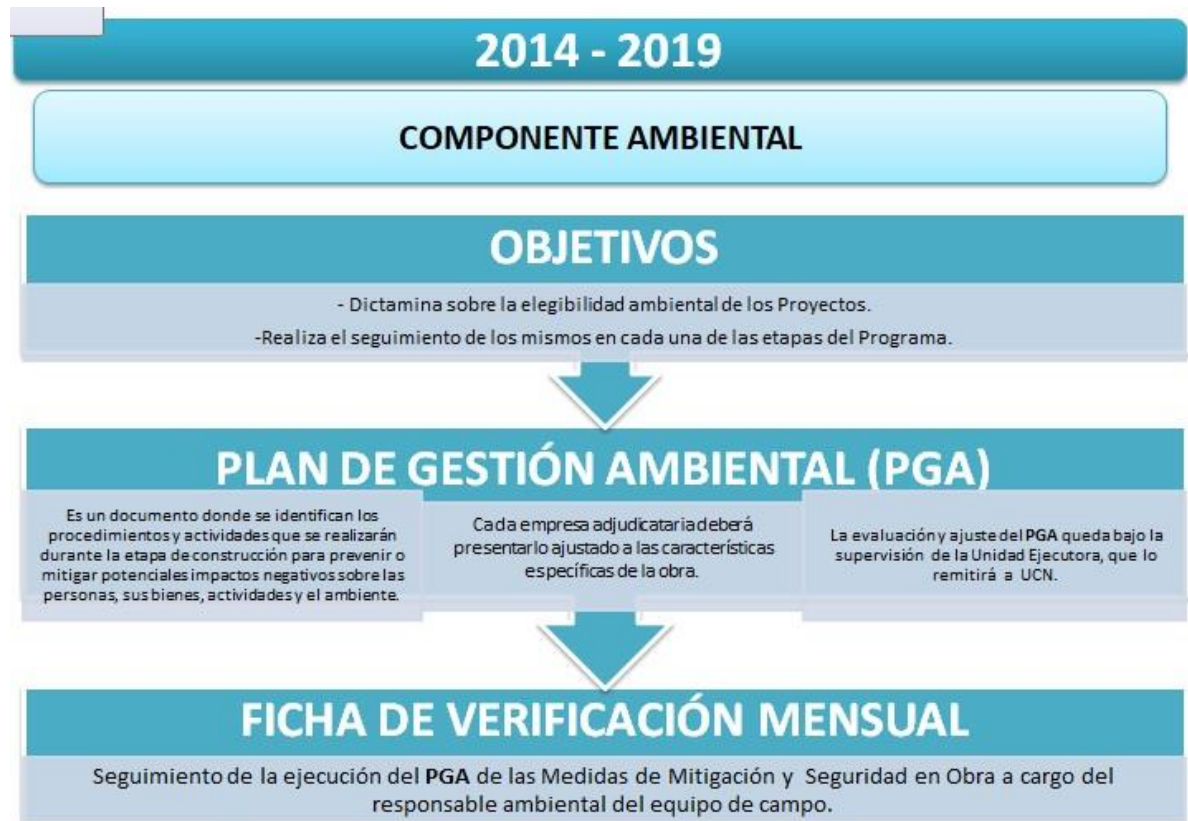 2014 - 2019
COMPONENTE AMBIENTAL
OBJETIVOS
- Dictamina sobre la elegibilidad ambiental de los Proyectos.
-Realiza el seguimiento de los mismos en cada una de las etapas del Programa.
PLAN DE GESTIÓN AMBIENTAL (PGA)
Es un documento donde se identifican los
procedimientos y actividades que se realizarán
durante la etapa de construcción para prevenir o
mitigar potenciales impactos negativos sobre las
personas, sus bienes, actividades y el ambiente.
Cada empresa adjudicataria deberá
presentarlo ajustado a las características
específicas de la obra.
La evaluación y ajuste del PGA queda bajo la
supervisión de la Unidad Ejecutora, que lo
remitirá a UCN.
FICHA DE VERIFICACIÓN MENSUAL
Seguimiento de la ejecución del PGA de las Medidas de Mitigación y Seguridad en Obra a cargo del
responsable ambiental del equipo de campo.